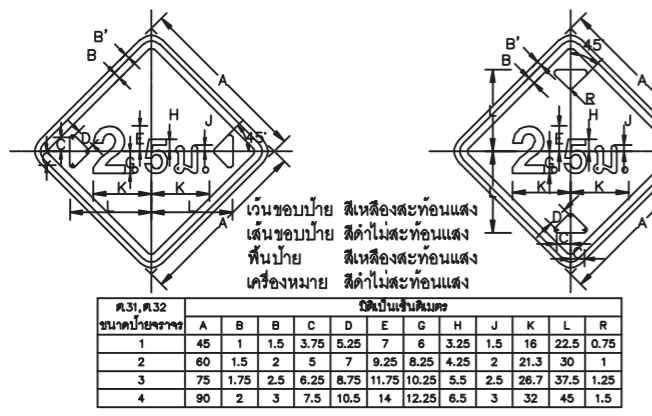 B' B A H J E D 45° C C 2.5 ม. G K K L L A
B' B 45° A R L H J E 2.5 ม. G K K L D C C A
เว้นขอบป้าย สีเหลืองสะท้อนแสง
เส้นขอบป้าย สีดำไม่สะท้อนแสง
พื้นป้าย สีเหลืองสะท้อนแสง
เครื่องหมาย สีดำไม่สะท้อนแสง
ต.31,ต.32 มิติเป็นเซ็นติเมตร
ขนาดป้ายจราจร A B B C D E G H J K L R
1 45 1 1.5 3.75 5.25 7 6 3.25 1.5 16 22.5 0.75
2 60 1.5 2 5 7 9.25 8.25 4.25 2 21.3 30 1
3 75 1.75 2.5 6.25 8.75 11.75 10.25 5.5 2.5 26.7 37.5 1.25
4 90 2 3 7.5 10.5 14 12.25 6.5 3 32 45 1.5